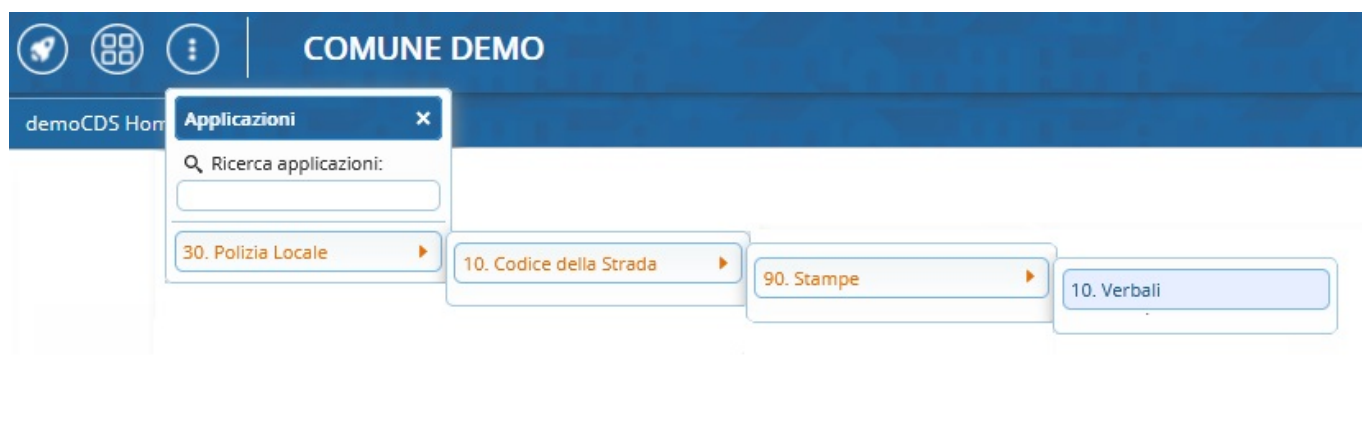 COMUNE DEMO
demoCDS Hom
Applicazioni
Ricerca applicazioni:
30. Polizia Locale
10. Codice della Strada
90. Stampe
10. Verbali